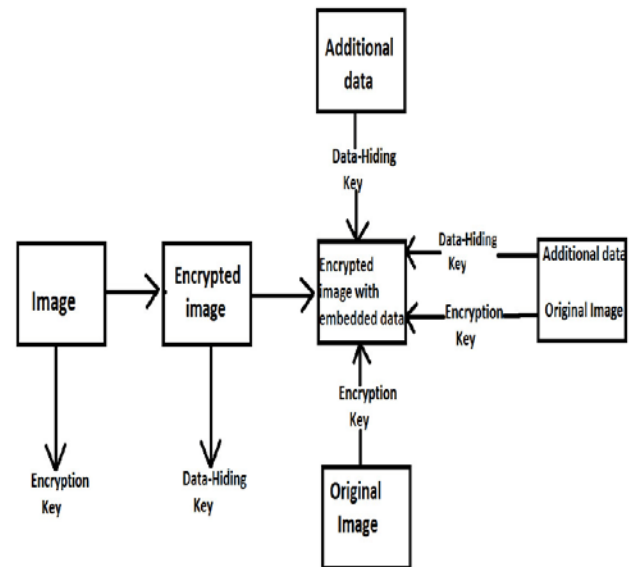 Additional
data
Data-Hiding
Key
Image
Encrypted
image
Encrypted
image with
embedded data
Data-Hiding
Key
Encryption
Key
Additional data
Original Image
Encryption
Key
Encryption
Key
Data-Hiding
Key
Original
Image